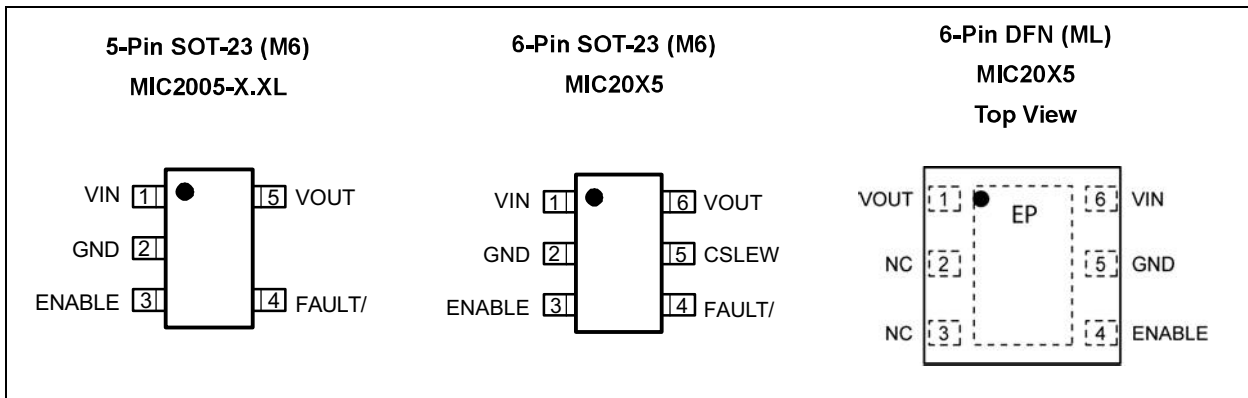 5-Pin SOT-23 (M6)
MIC2005-X.XL
VIN 1 5 VOUT
GND 2
ENABLE 3 4 FAULT/
6-Pin SOT-23 (M6)
MIC20X5
VIN 1 6 VOUT
GND 2 5 CSLEW
ENABLE 3 4 FAULT/
6-Pin DFN (ML)
MIC20X5
Top View
VOUT 1 EP 6 VIN
NC 2 5 GND
NC 3 4 ENABLE